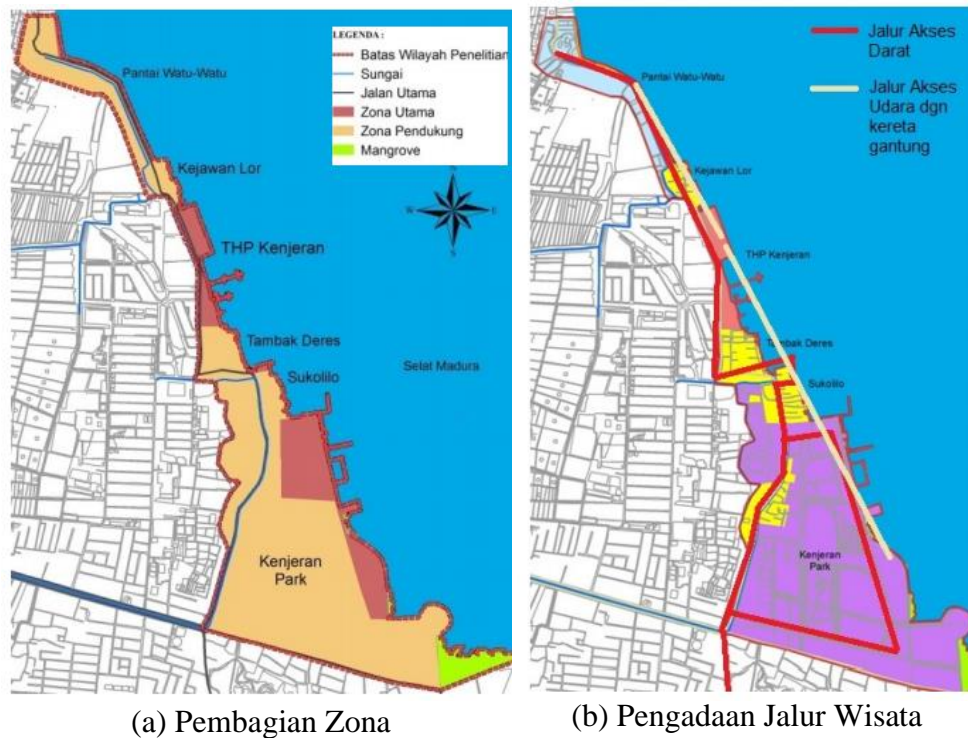 LEGENDA :
Batas Wilayah Penelitian
Sungai
Jalan Utama
Zona Utama
Zona Pendukung
Mangrove
Pantai Watu-Watu
Kejawan Lor
W
E
S
THP Kenjeran
Tambak Deres
Sukolilo
Selat Madura
Kenjeran
Park
(a) Pembagian Zona
Jalur Akses
Darat
Jalur Akses
Udara dgn
kereta
gantung
Pantai Watu-Watu
Kejawan Lor
THP Kenjeran
Tambak Deres
Sukolilo
Kenjeran
Park
(b) Pengadaan Jalur Wisata